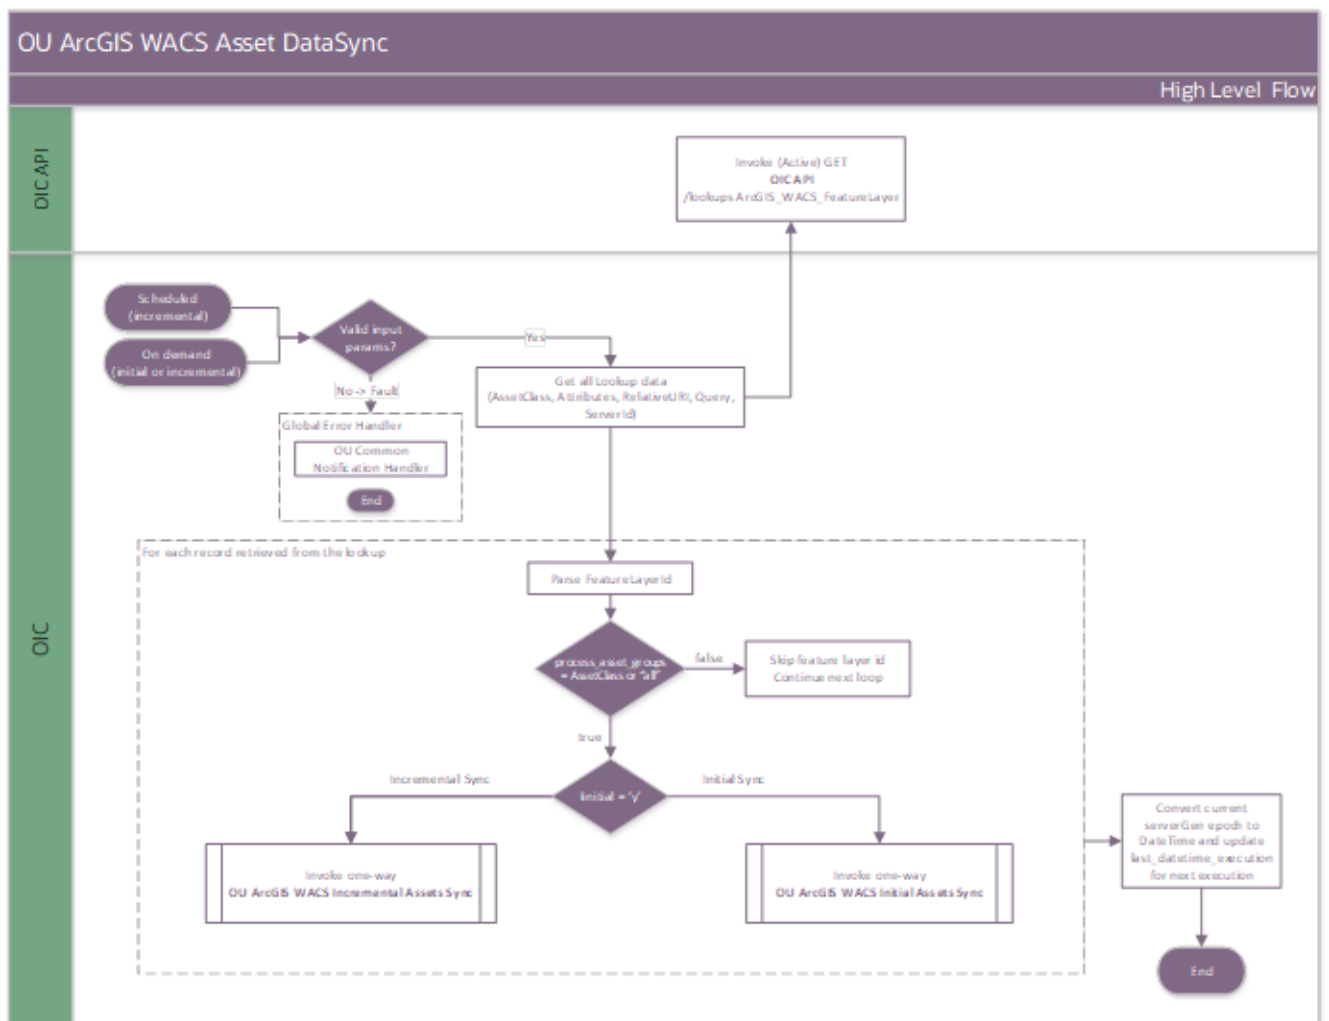 OU ArcGIS WACS Asset DataSync
High Level Flow
OIC API
Invoke (Active) GET
OIC API
/lookups ArcGIS_WACS_FeatureLayer
OIC
Scheduled
(incremental)
On demand
(initial or incremental)
Valid input
params?
Yes
No -> Fault
Get all Lookup data
(AssetClass, Attributes, RelativeURI, Query,
ServerId)
Global Error Handler
OU Common
Notification Handler
End
For each record retrieved from the lookup
Parse FeatureLayerId
process_asset_groups
= AssetClass or "all"
false
Skip feature layer id
Continue next loop
true
Incremental Sync
Initial Sync
Iinitial = 'y'
Invoke one-way
OU ArcGIS WACS Incremental Assets Sync
Invoke one-way
OU ArcGIS WACS Initial Assets Sync
Convert current
serverGen epoch to
DateTime and update
last_datetime_execution
for next execution
End